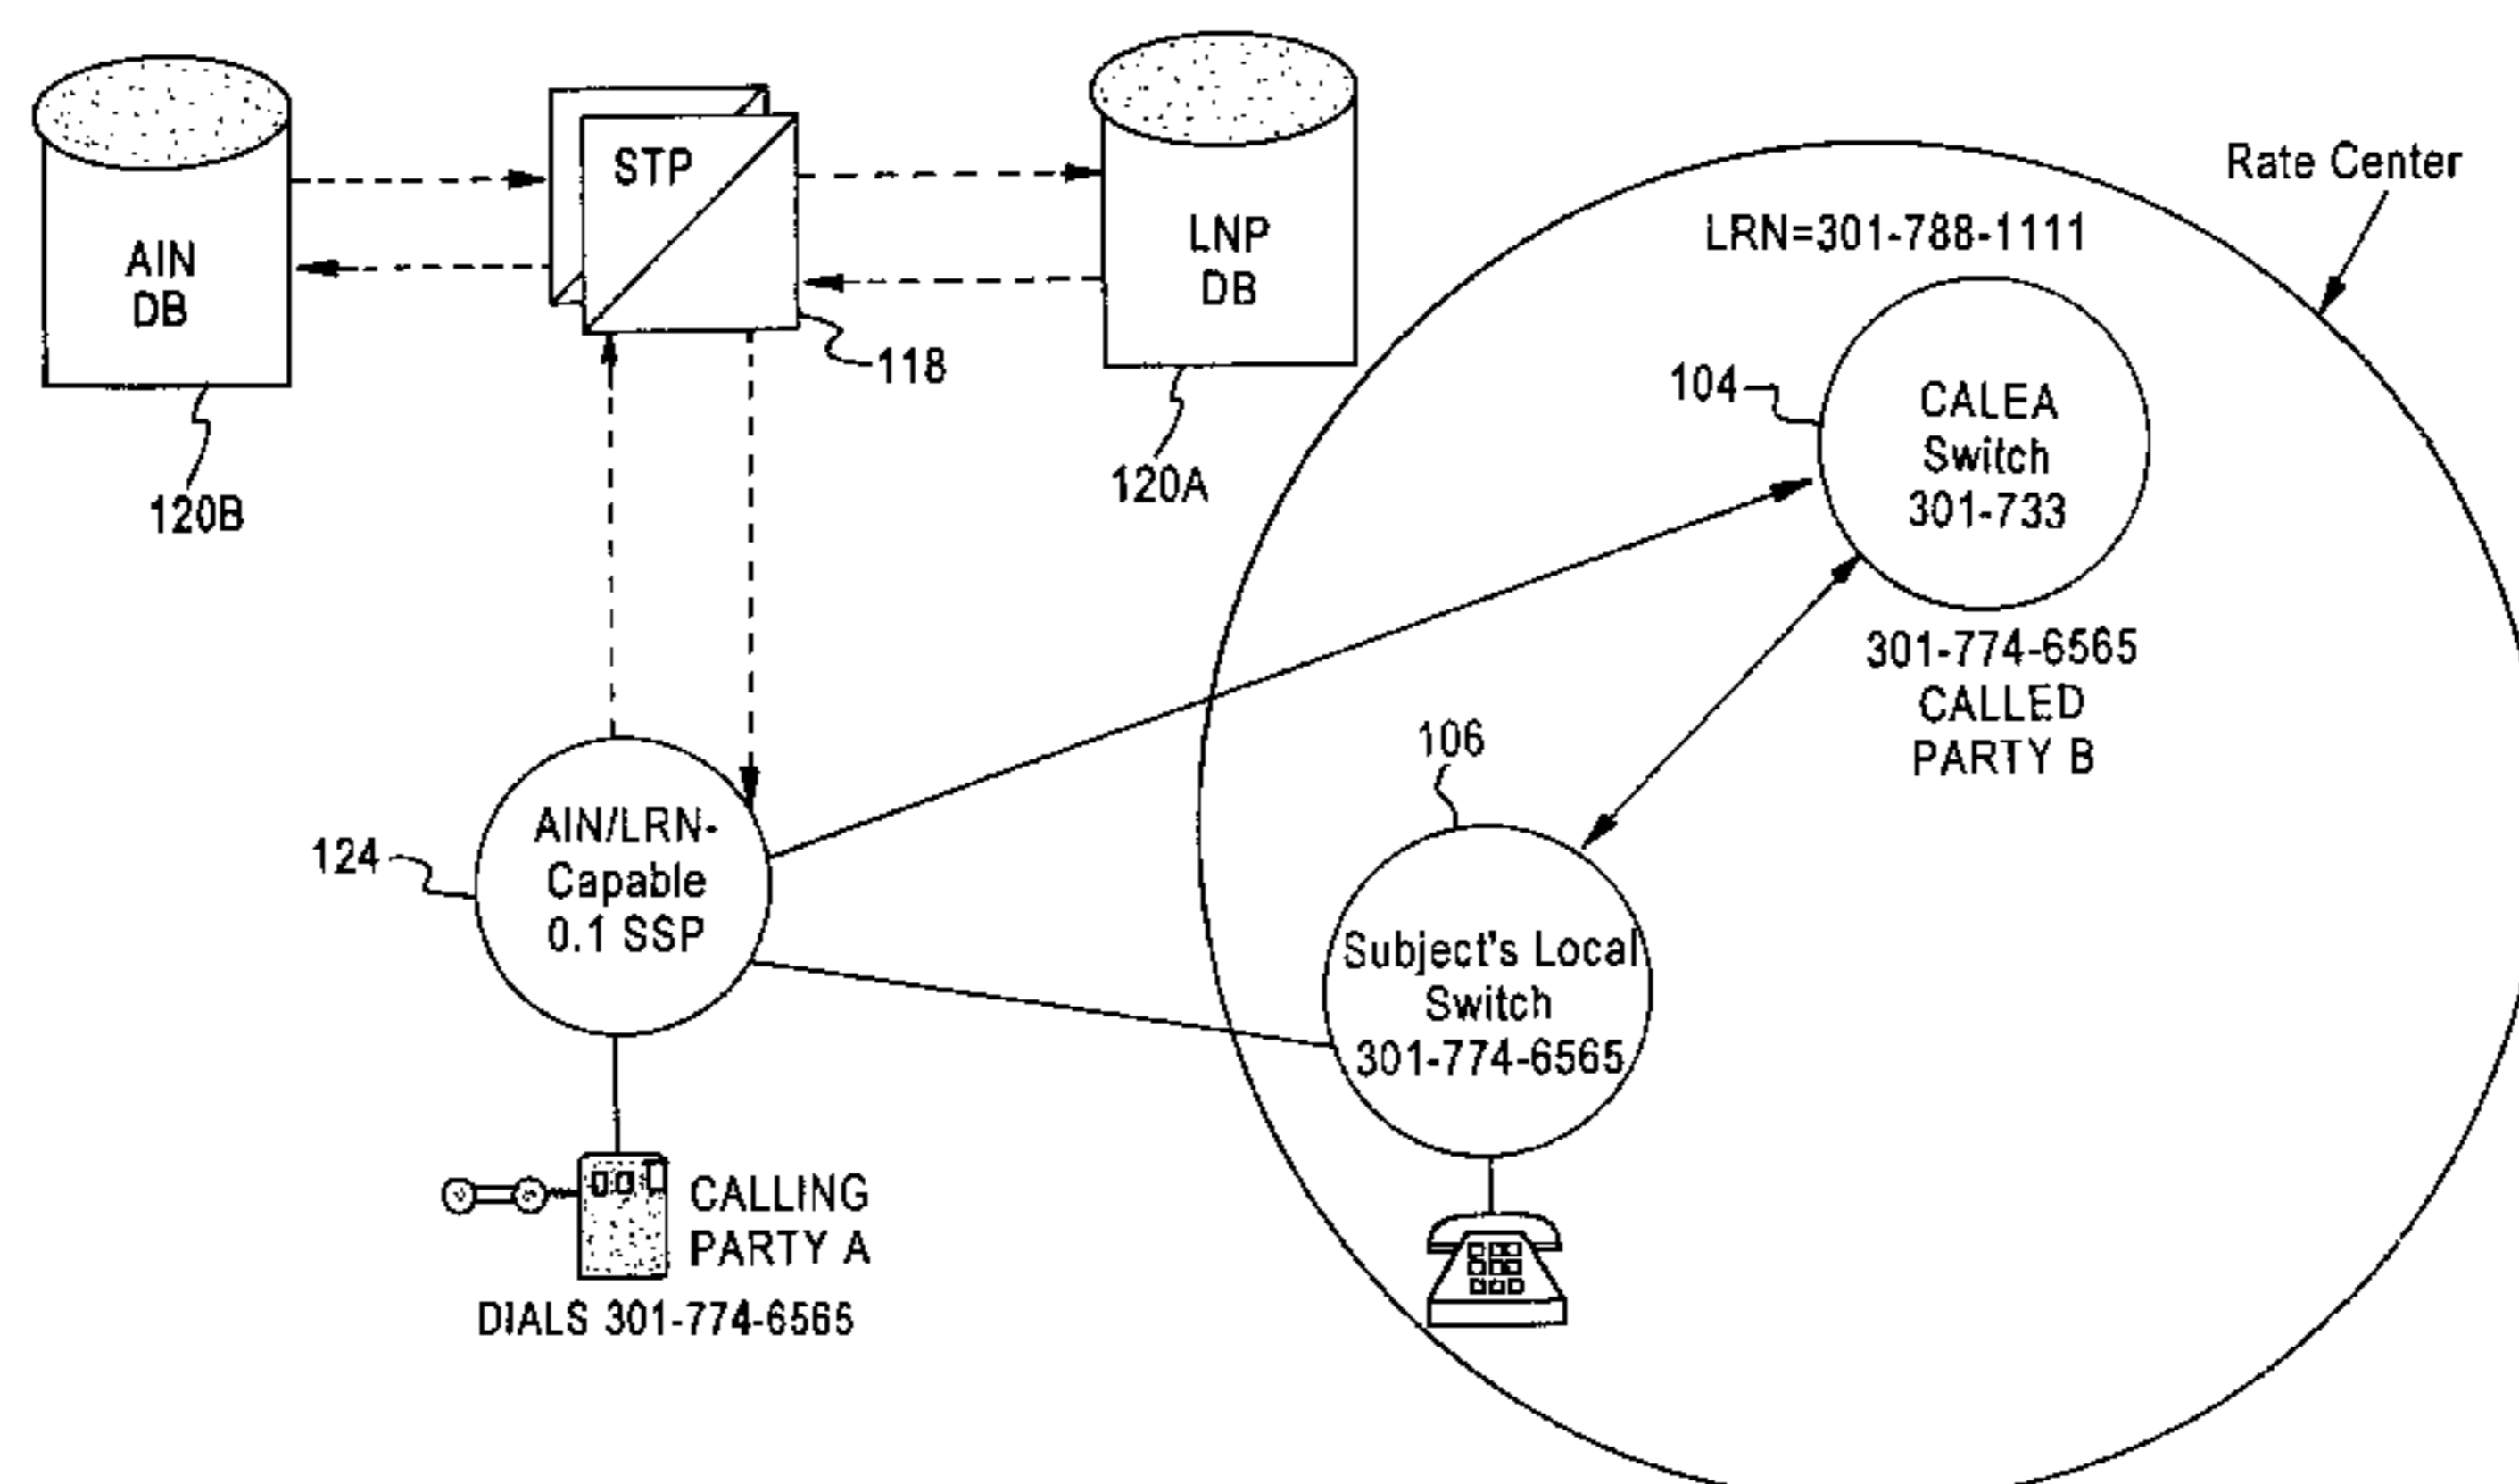 AIN
DB
STP
LNP
DB
Rate Center
LRN=301-788-1111
118
104
CALEA
Switch
301-733
120B
120A
301-774-6565
CALLED
PARTY B
106
124
AIN/LRN-
Capable
0.1 SSP
Subject's Local
Switch
301-774-6565
CALLING
PARTY A
DIALS 301-774-6565